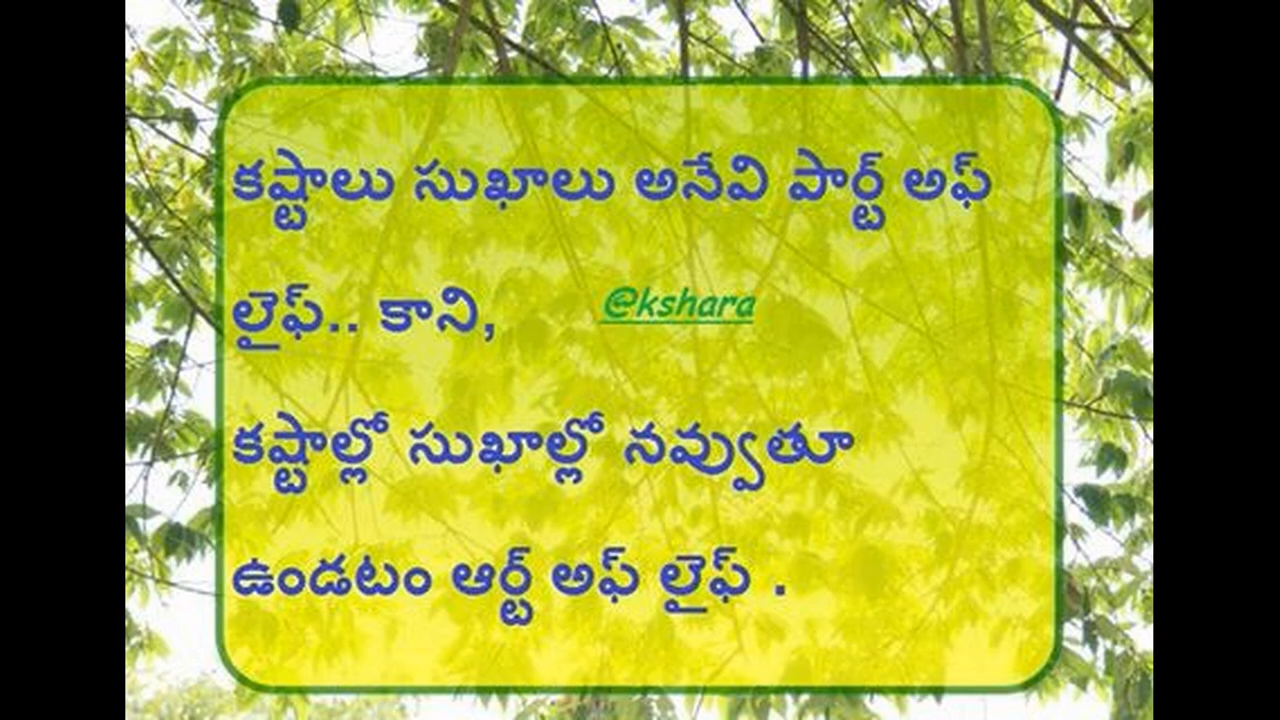 కష్టాలు సుఖాలు అనేవి పార్ట్ అఫ్
లైఫ్.. కాని,
@kshara
కష్టాల్లో సుఖాల్లో నవ్వుతూ
ఉండటం ఆర్ట్ అఫ్ లైఫ్ .